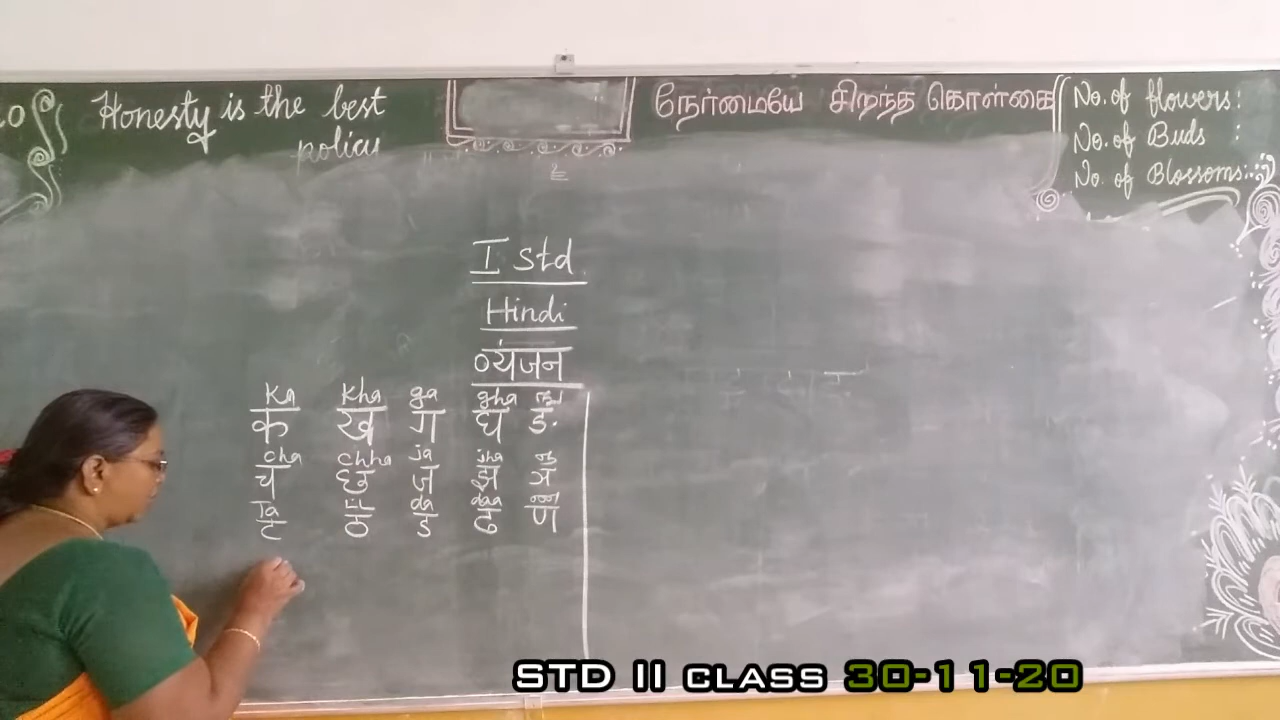 Honesty is the best
policy
நேர்மையே சிறந்த கொள்கை
No. of flowers:
No. of Buds :
No. of Blossoms:
I std
Hindi
व्यंजन
Ka Kha ga gha
क ख ग घ ङ
cha chha ja jha
च छ ज झ ञ
Ta da daa
ट ठ ड ढ ण
STD II CLASS 30-11-20